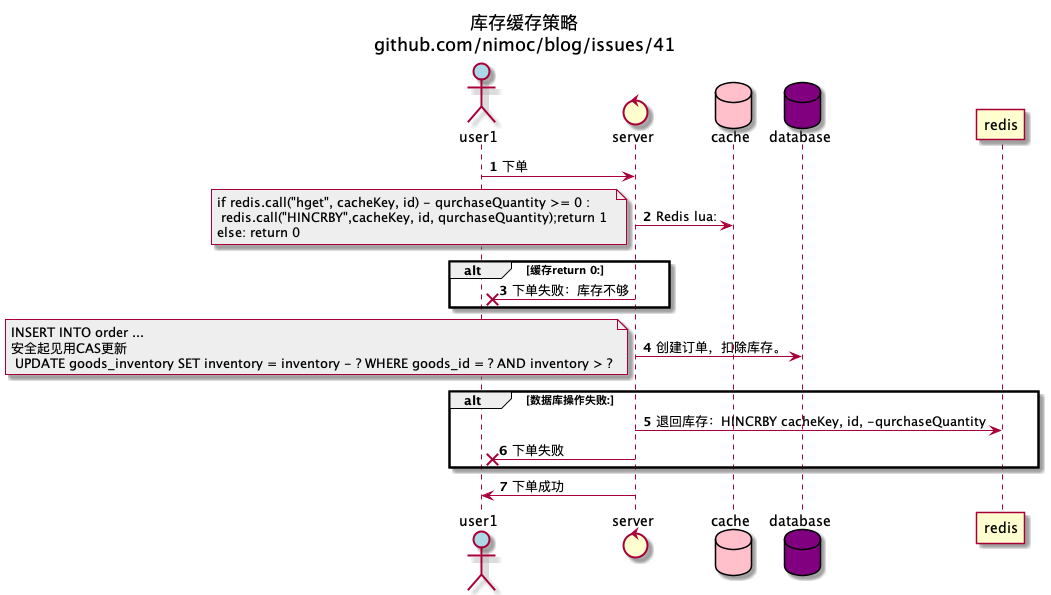 库存缓存策略
github.com/nimoc/blog/issues/41
user1
server
cache
database
redis
1 下单
if redis.call("hget", cacheKey, id) - qurchaseQuantity >= 0 :
redis.call("HINCRBY",cacheKey, id, qurchaseQuantity);return 1
else: return 0
2 Redis lua:
alt [缓存return 0:]
3 下单失败：库存不够
INSERT INTO order ...
安全起见用CAS更新
UPDATE goods_inventory SET inventory = inventory - ? WHERE goods_id = ? AND inventory > ?
4 创建订单，扣除库存。
alt [数据库操作失败:]
5 退回库存：HINCRBY cacheKey, id, -qurchaseQuantity
6 下单失败
7 下单成功
user1
server
cache
database
redis